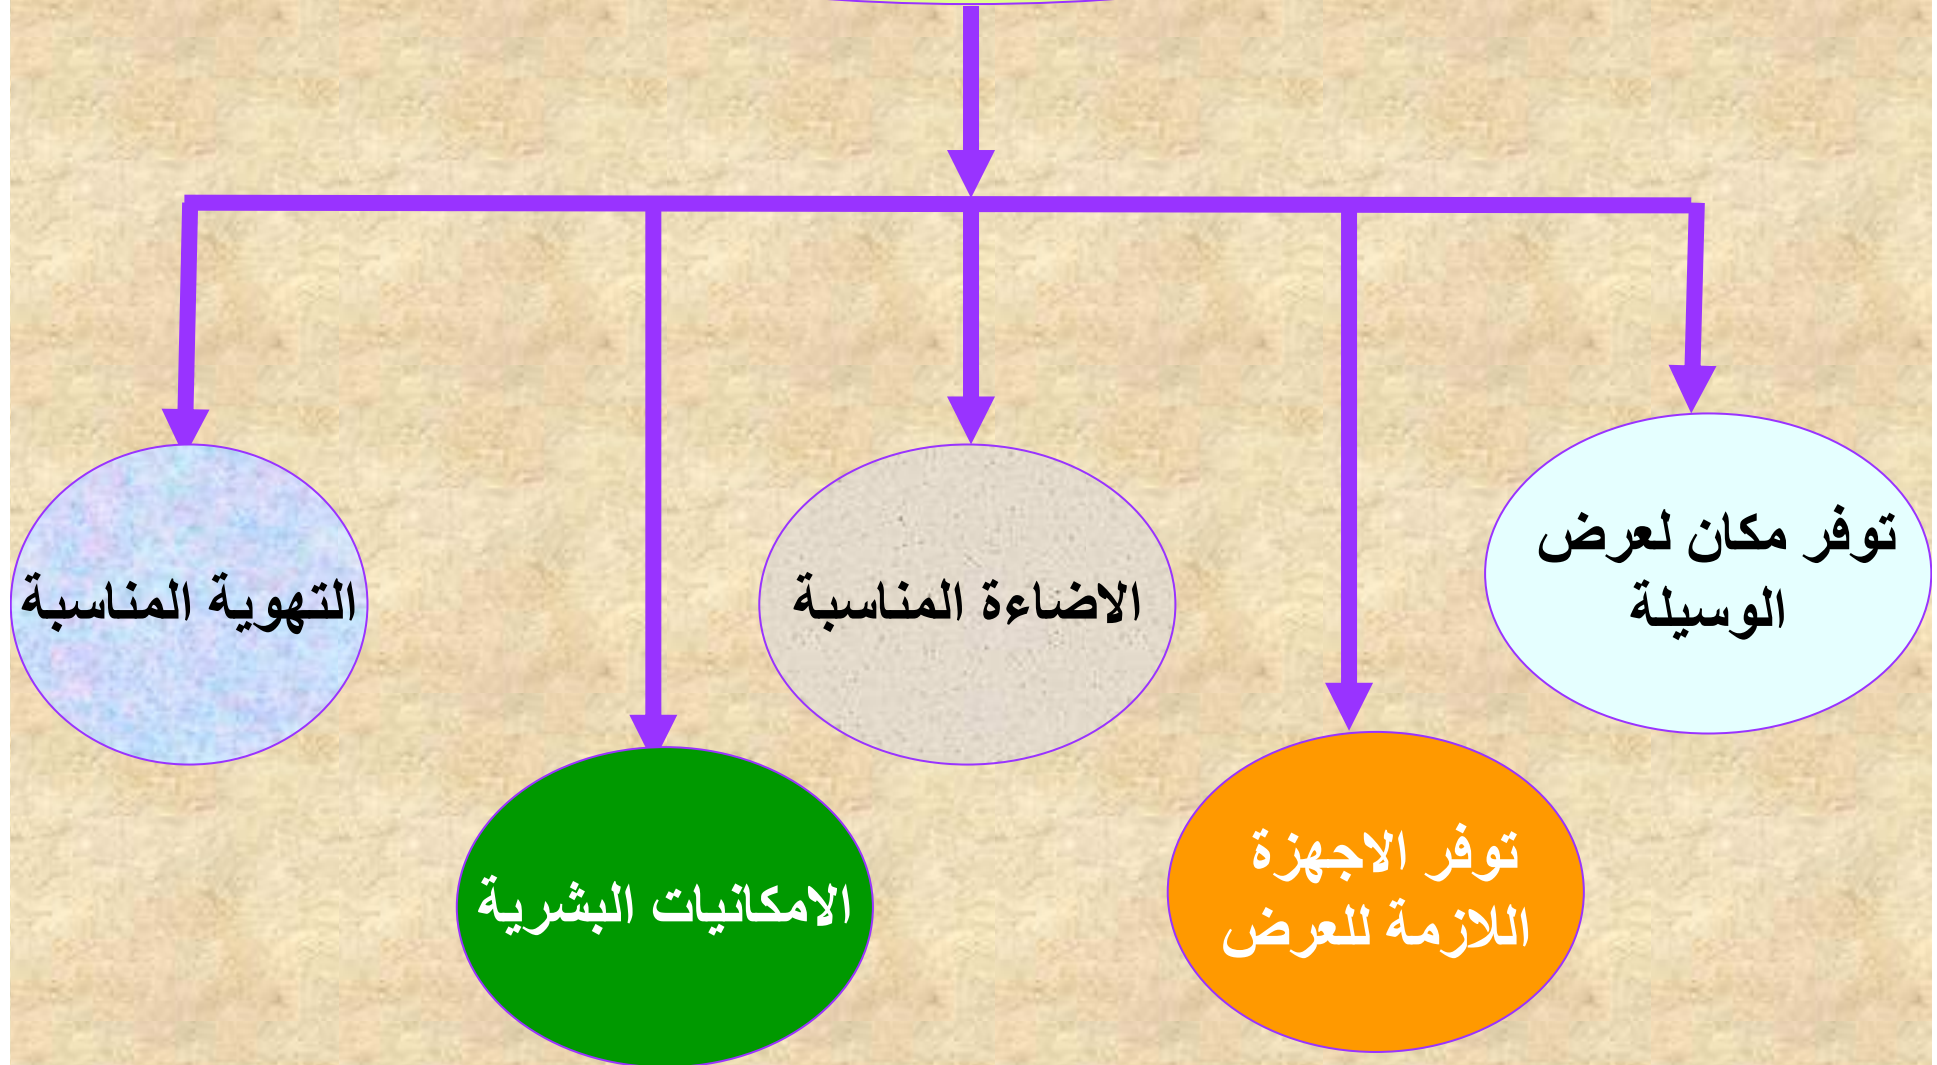 توفر مكان لعرض
الوسيلة
توفر الاجهزة
اللازمة للعرض
الاضاءة المناسبة
الامكانيات البشرية
التهوية المناسبة